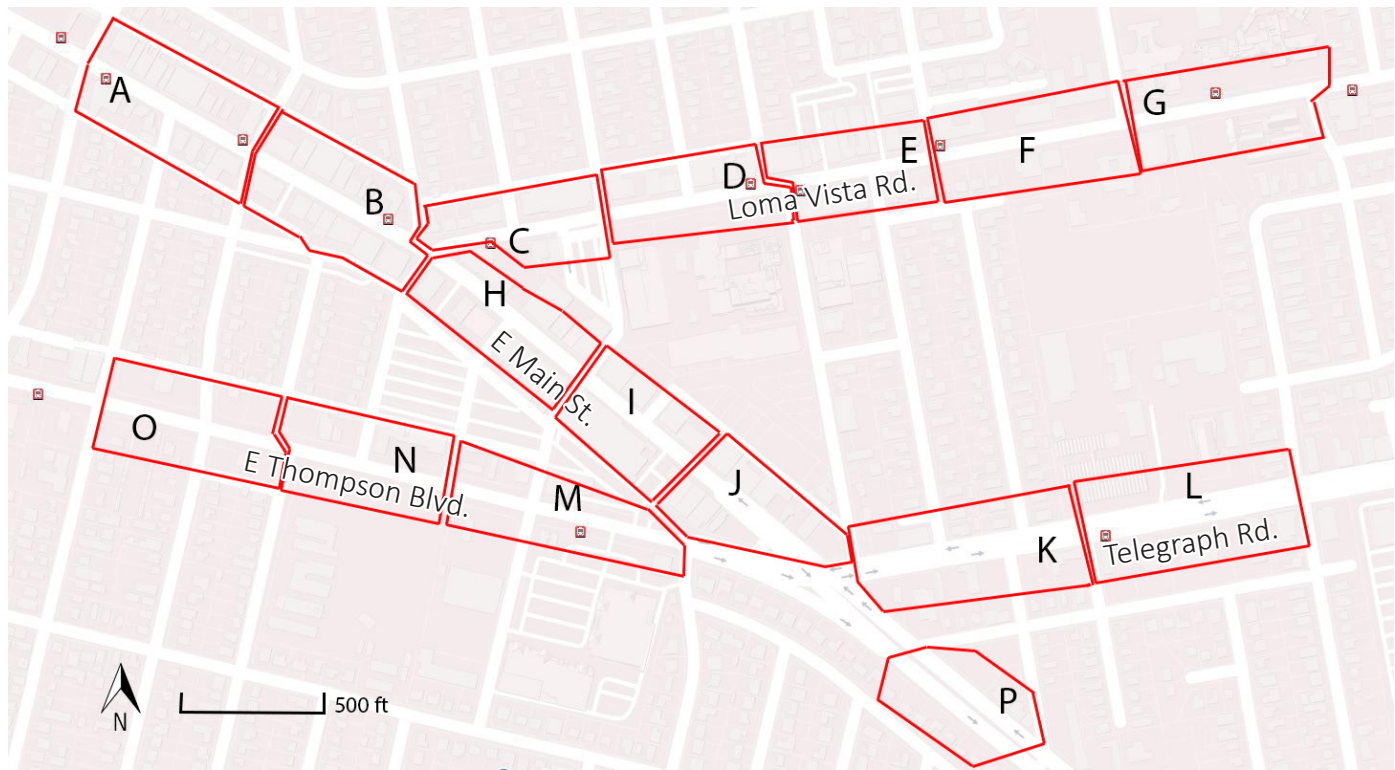 A
B
C
D
E
F
G
Loma Vista Rd.
H
E Main St.
I
J
K
L
Telegraph Rd.
M
N
O
E Thompson Blvd.
P
N
500 ft